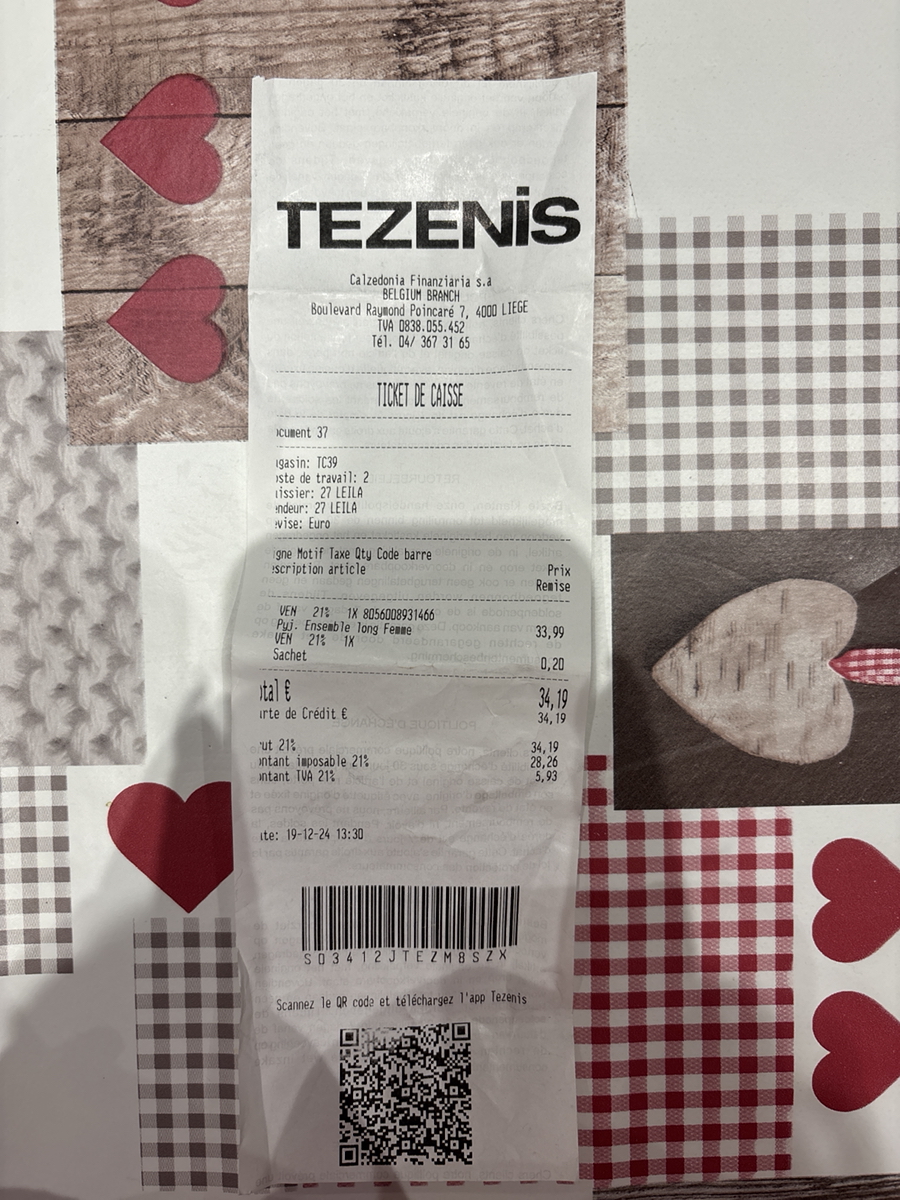 TEZENIS
Calzedonia Finanziaria s.a
BELGIUM BRANCH
Boulevard Raymond Poincaré 7, 4000 LIEGE
TVA 0838.055.452
Tél. 04/ 367 31 65
TICKET DE CAISSE
ocument 37
agasin: TC39
oste de travail: 2
aissier: 27 LEILA
endeur: 27 LEILA
evise: Euro
igne Motif Taxe Qty Code barre
escription article Prix
Remise
VEN 21% 1X 8056008931466
Pyj. Ensemble long Femme 33,99
VEN 21% 1X
Sachet 0,20
otal € 34,19
arte de Crédit € 34,19
rut 21% 34,19
ontant imposable 21% 28,26
ontant TVA 21% 5,93
ate: 19-12-24 13:30
S03412JTEZM8SZX
Scannez le QR code et téléchargez l'app Tezenis